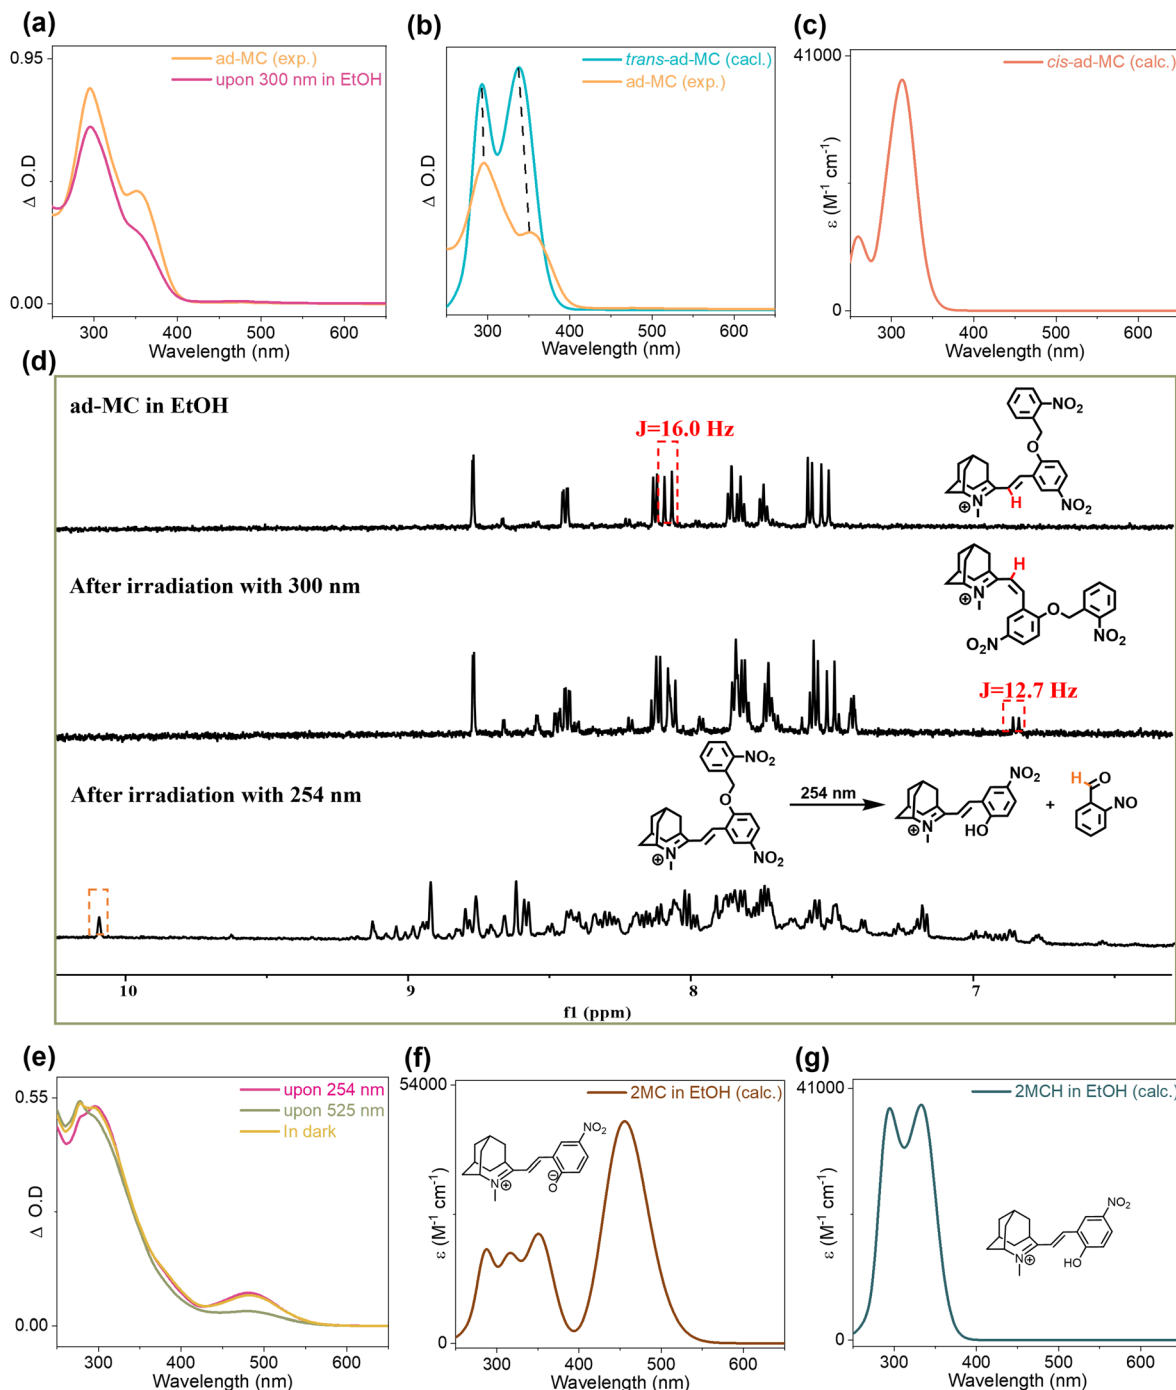 (a)
0.95
ad-MC (exp.)
upon 300 nm in EtOH
Δ O.D
0.00
300 400 500 600
Wavelength (nm)
(b)
trans-ad-MC (cacl.)
ad-MC (exp.)
Δ O.D
300 400 500 600
Wavelength (nm)
(c)
41000
cis-ad-MC (calc.)
ε (M⁻¹ cm⁻¹)
0
300 400 500 600
Wavelength (nm)
(d)
ad-MC in EtOH
J=16.0 Hz
NO₂
O
H
N
⊕
NO₂
After irradiation with 300 nm
H
N
⊕
O
O₂N
NO₂
J=12.7 Hz
After irradiation with 254 nm
NO₂
O
N
⊕
NO₂
254 nm
NO₂
N
⊕
HO
+
H
O
NO
10 9 8 7
f1 (ppm)
(e)
0.55
upon 254 nm
upon 525 nm
In dark
Δ O.D
0.00
300 400 500 600
Wavelength (nm)
(f)
54000
2MC in EtOH (calc.)
NO₂
N
⊕
⊖
O
ε (M⁻¹ cm⁻¹)
0
300 400 500 600
Wavelength (nm)
(g)
41000
2MCH in EtOH (calc.)
NO₂
N
⊕
HO
ε (M⁻¹ cm⁻¹)
0
300 400 500 600
Wavelength (nm)